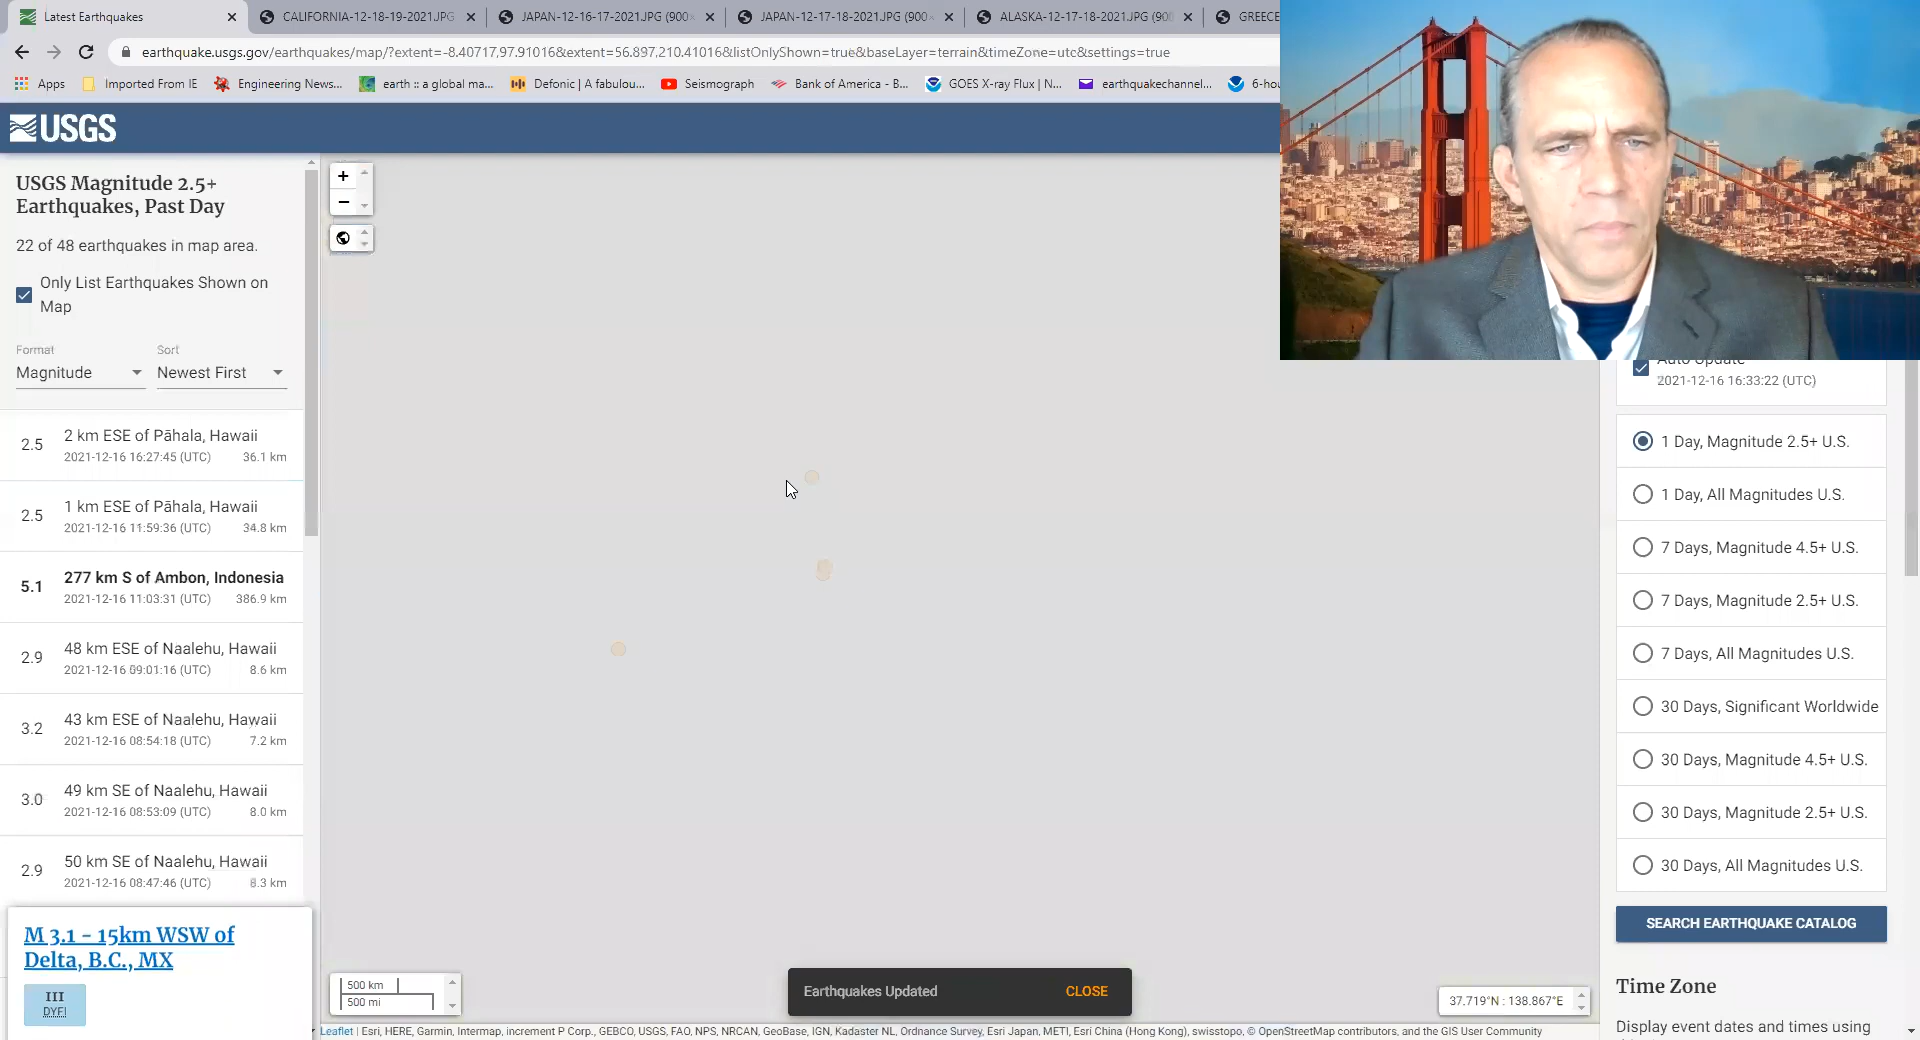 Latest Earthquakes
CALIFORNIA-12-18-19-2021.JPG
JAPAN-12-16-17-2021.JPG (900×
JAPAN-12-17-18-2021.JPG (900×
ALASKA-12-17-18-2021.JPG (90
GREECE
earthquake.usgs.gov/earthquakes/map/?extent=-8.40717,97.91016&extent=56.897,210.41016&listOnlyShown=true&baseLayer=terrain&timeZone=utc&settings=true
Apps
Imported From IE
Engineering News...
earth :: a global ma...
Defonic | A fabulou...
Seismograph
Bank of America - B...
GOES X-ray Flux | N...
earthquakechannel...
6-hou
USGS
USGS Magnitude 2.5+
Earthquakes, Past Day
22 of 48 earthquakes in map area.
Only List Earthquakes Shown on
Map
Format
Sort
Magnitude
Newest First
2.5
2 km ESE of Pāhala, Hawaii
2021-12-16 16:27:45 (UTC)
36.1 km
2.5
1 km ESE of Pāhala, Hawaii
2021-12-16 11:59:36 (UTC)
34.8 km
5.1
277 km S of Ambon, Indonesia
2021-12-16 11:03:31 (UTC)
386.9 km
2.9
48 km ESE of Naalehu, Hawaii
2021-12-16 09:01:16 (UTC)
8.6 km
3.2
43 km ESE of Naalehu, Hawaii
2021-12-16 08:54:18 (UTC)
7.2 km
3.0
49 km SE of Naalehu, Hawaii
2021-12-16 08:53:09 (UTC)
8.0 km
2.9
50 km SE of Naalehu, Hawaii
2021-12-16 08:47:46 (UTC)
M 3.1 - 15km WSW of
Delta, B.C., MX
III
DYFI
+
−
500 km
500 mi
Earthquakes Updated
CLOSE
37.719°N : 138.867°E
Leaflet | Esri, HERE, Garmin, Intermap, increment P Corp., GEBCO, USGS, FAO, NPS, NRCAN, GeoBase, IGN, Kadaster NL, Ordnance Survey, Esri Japan, METI, Esri China (Hong Kong), swisstopo, © OpenStreetMap contributors, and the GIS User Community
Auto Update
2021-12-16 16:33:22 (UTC)
1 Day, Magnitude 2.5+ U.S.
1 Day, All Magnitudes U.S.
7 Days, Magnitude 4.5+ U.S.
7 Days, Magnitude 2.5+ U.S.
7 Days, All Magnitudes U.S.
30 Days, Significant Worldwide
30 Days, Magnitude 4.5+ U.S.
30 Days, Magnitude 2.5+ U.S.
30 Days, All Magnitudes U.S.
SEARCH EARTHQUAKE CATALOG
Time Zone
Display event dates and times using